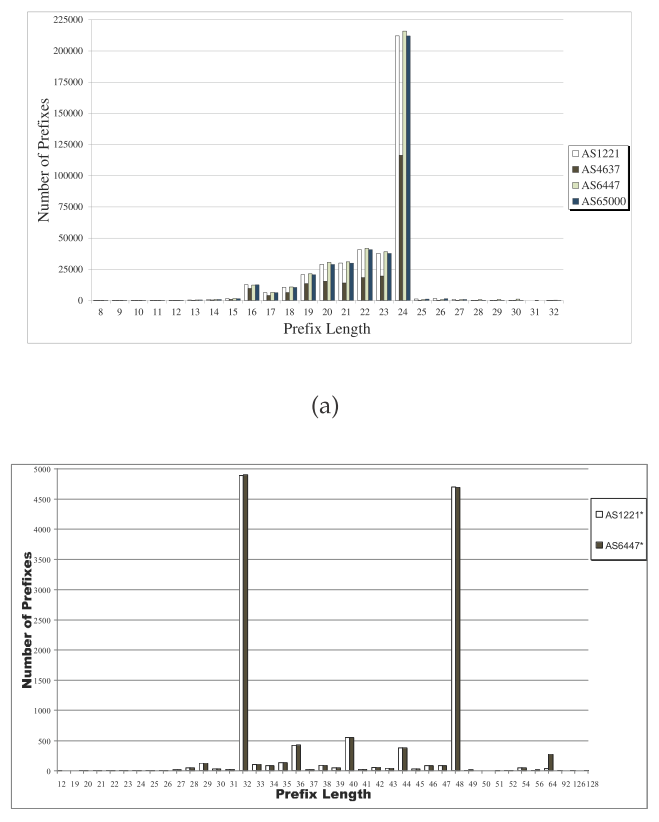 225000
200000
175000
150000
125000
100000
75000
50000
25000
0
Number of Prefixes
8 9 10 11 12 13 14 15 16 17 18 19 20 21 22 23 24 25 26 27 28 29 30 31 32
Prefix Length
AS1221
AS4637
AS6447
AS65000
(a)
5000
4500
4000
3500
3000
2500
2000
1500
1000
500
0
Number of Prefixes
12 19 20 21 22 23 24 25 26 27 28 29 30 31 32 33 34 35 36 37 38 39 40 41 42 43 44 45 46 47 48 49 50 51 52 54 56 64 92 126 128
Prefix Length
AS1221*
AS6447*